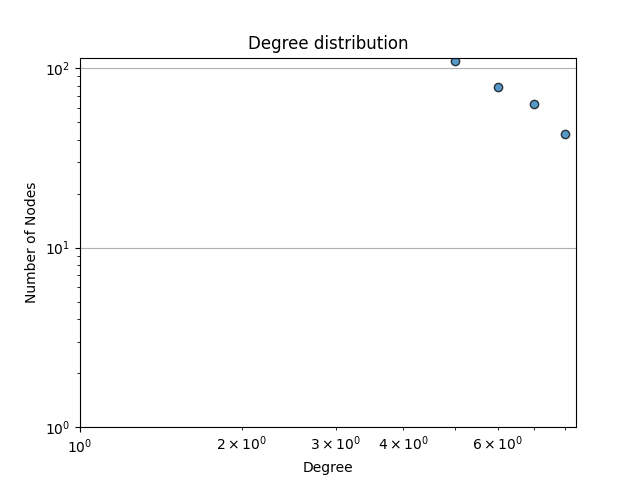 Degree distribution
Number of Nodes
10²
10¹
10⁰
10⁰
2 × 10⁰
3 × 10⁰
4 × 10⁰
6 × 10⁰
Degree